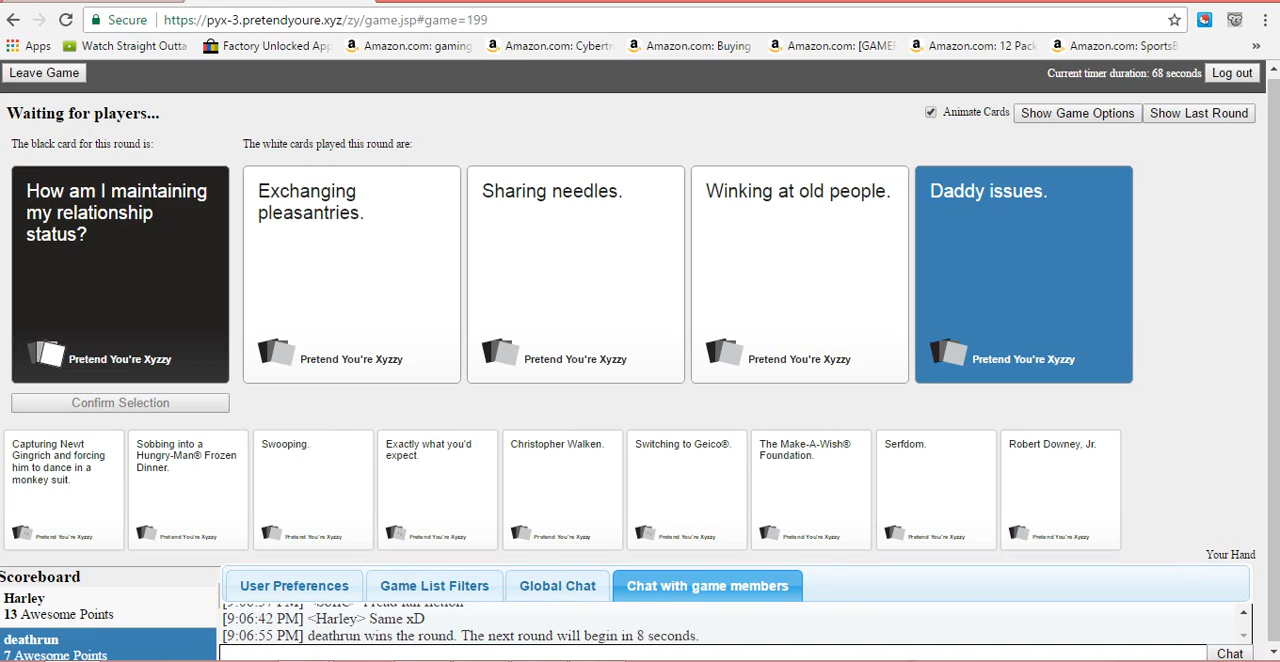 Secure
https://pyx-3.pretendyoure.xyz/zy/game.jsp#game=199
Apps
Watch Straight Outta
Factory Unlocked App
Amazon.com: gaming
Amazon.com: Cybertr
Amazon.com: Buying
Amazon.com: [GAME
Amazon.com: 12 Pack
Amazon.com: SportsB
»
Leave Game
Current timer duration: 68 seconds
Log out
Waiting for players...
Animate Cards
Show Game Options
Show Last Round
The black card for this round is:
The white cards played this round are:
How am I maintaining
my relationship
status?
Pretend You're Xyzzy
Exchanging
pleasantries.
Pretend You're Xyzzy
Sharing needles.
Pretend You're Xyzzy
Winking at old people.
Pretend You're Xyzzy
Daddy issues.
Pretend You're Xyzzy
Confirm Selection
Capturing Newt
Gingrich and forcing
him to dance in a
monkey suit.
Pretend You're Xyzzy
Sobbing into a
Hungry-Man® Frozen
Dinner.
Pretend You're Xyzzy
Swooping.
Pretend You're Xyzzy
Exactly what you'd
expect.
Pretend You're Xyzzy
Christopher Walken.
Pretend You're Xyzzy
Switching to Geico®.
Pretend You're Xyzzy
The Make-A-Wish®
Foundation.
Pretend You're Xyzzy
Serfdom.
Pretend You're Xyzzy
Robert Downey, Jr.
Pretend You're Xyzzy
Your Hand
Scoreboard
Harley
13 Awesome Points
deathrun
7 Awesome Points
User Preferences
Game List Filters
Global Chat
Chat with game members
[9:06:42 PM] <Harley> Same xD
[9:06:55 PM] deathrun wins the round. The next round will begin in 8 seconds.
Chat